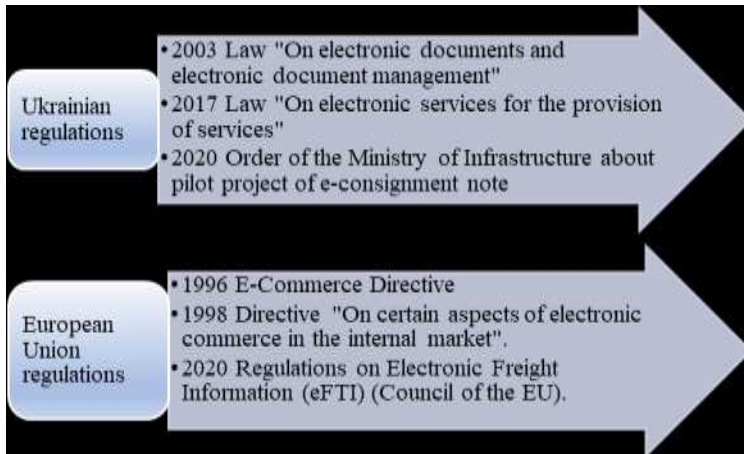 Ukrainian
regulations
• 2003 Law "On electronic documents and
electronic document management"
• 2017 Law "On electronic services for the provision
of services"
• 2020 Order of the Ministry of Infrastructure about
pilot project of e-consignment note
European
Union
regulations
• 1996 E-Commerce Directive
• 1998 Directive "On certain aspects of electronic
commerce in the internal market".
• 2020 Regulations on Electronic Freight
Information (eFTI) (Council of the EU).